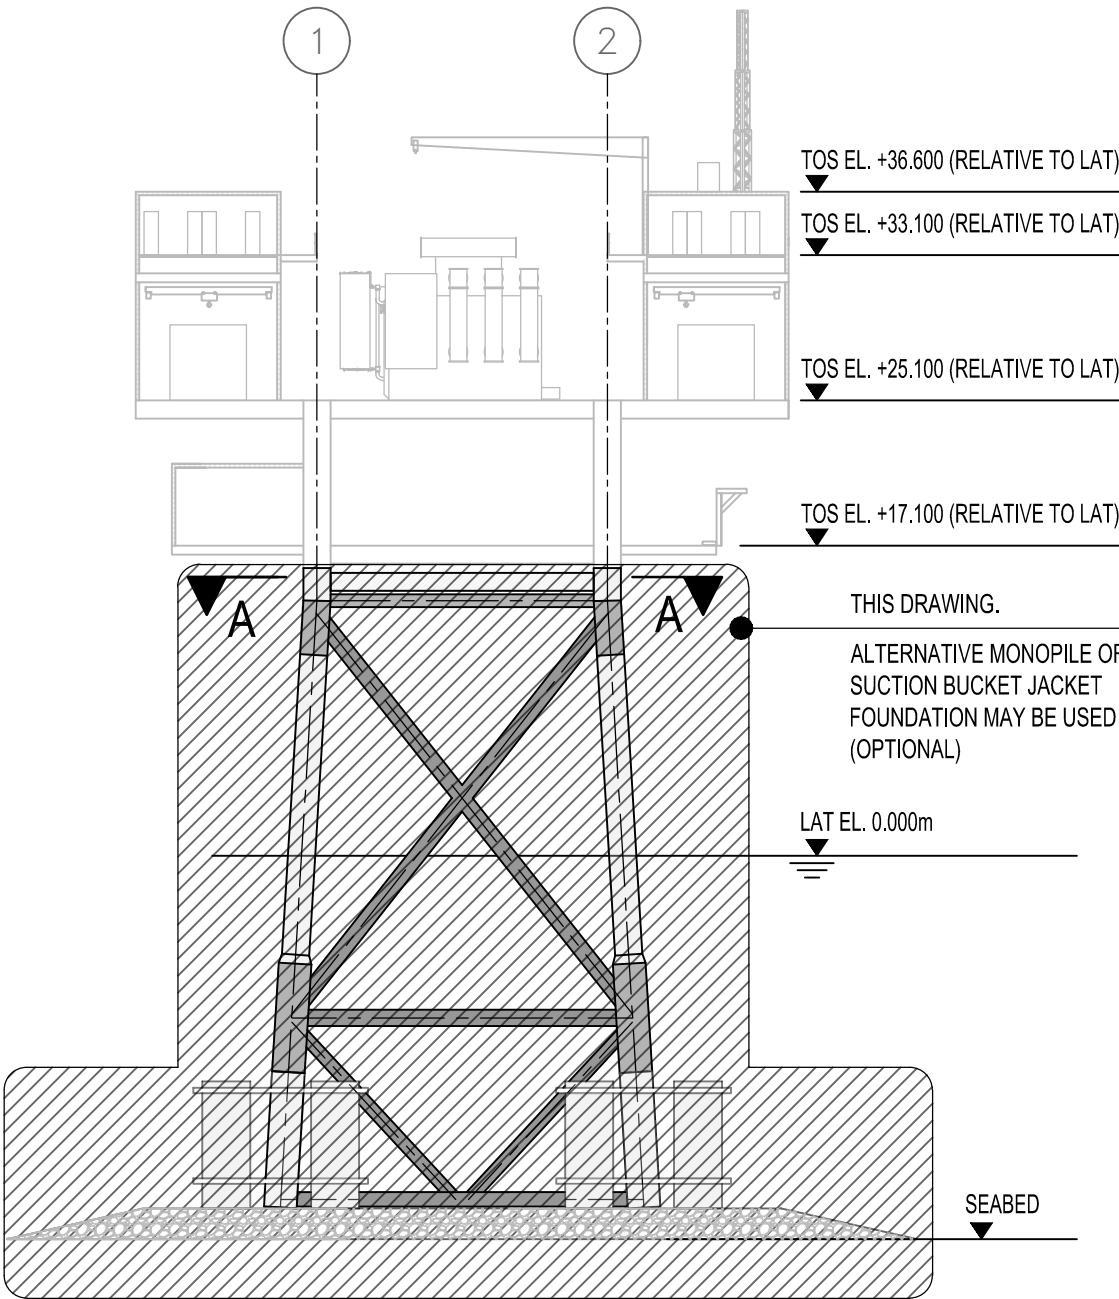 1
2
TOS EL. +36.600 (RELATIVE TO LAT)
TOS EL. +33.100 (RELATIVE TO LAT)
TOS EL. +25.100 (RELATIVE TO LAT)
TOS EL. +17.100 (RELATIVE TO LAT)
A
A
THIS DRAWING.
ALTERNATIVE MONOPILE OR
SUCTION BUCKET JACKET
FOUNDATION MAY BE USED
(OPTIONAL)
LAT EL. 0.000m
SEABED